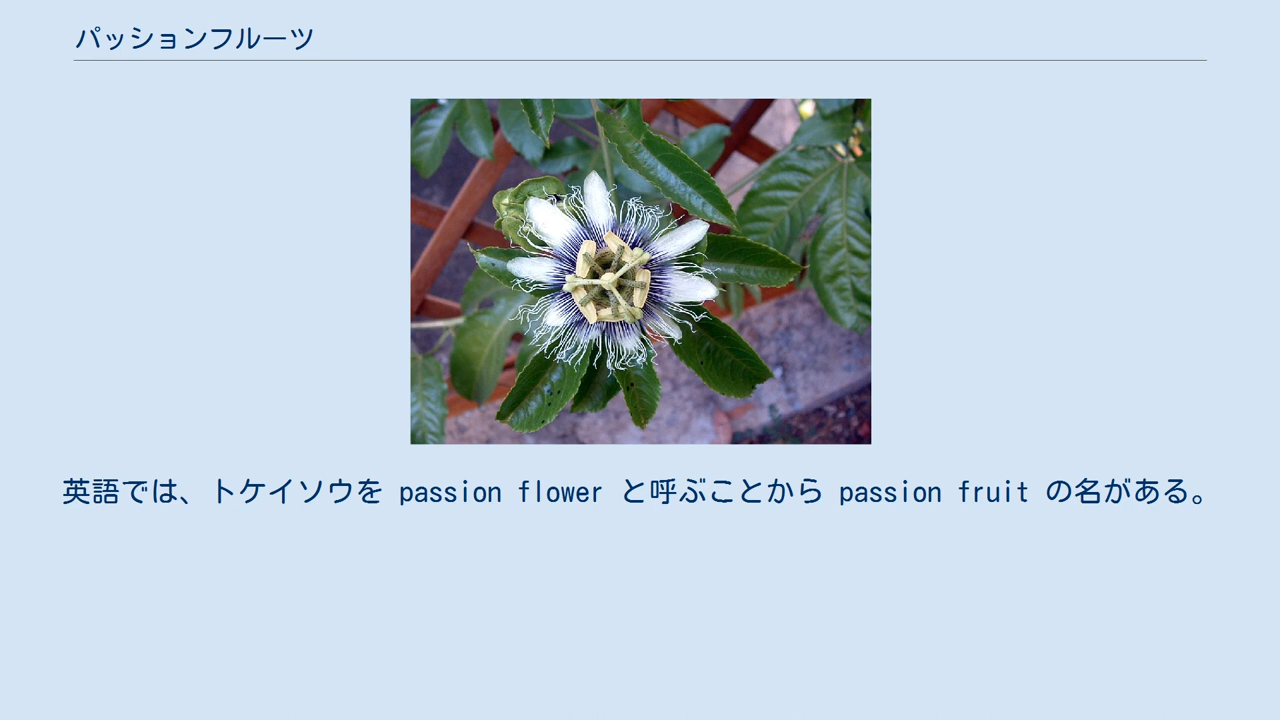 パッションフルーツ
英語では、トケイソウを passion flower と呼ぶことから passion fruit の名がある。